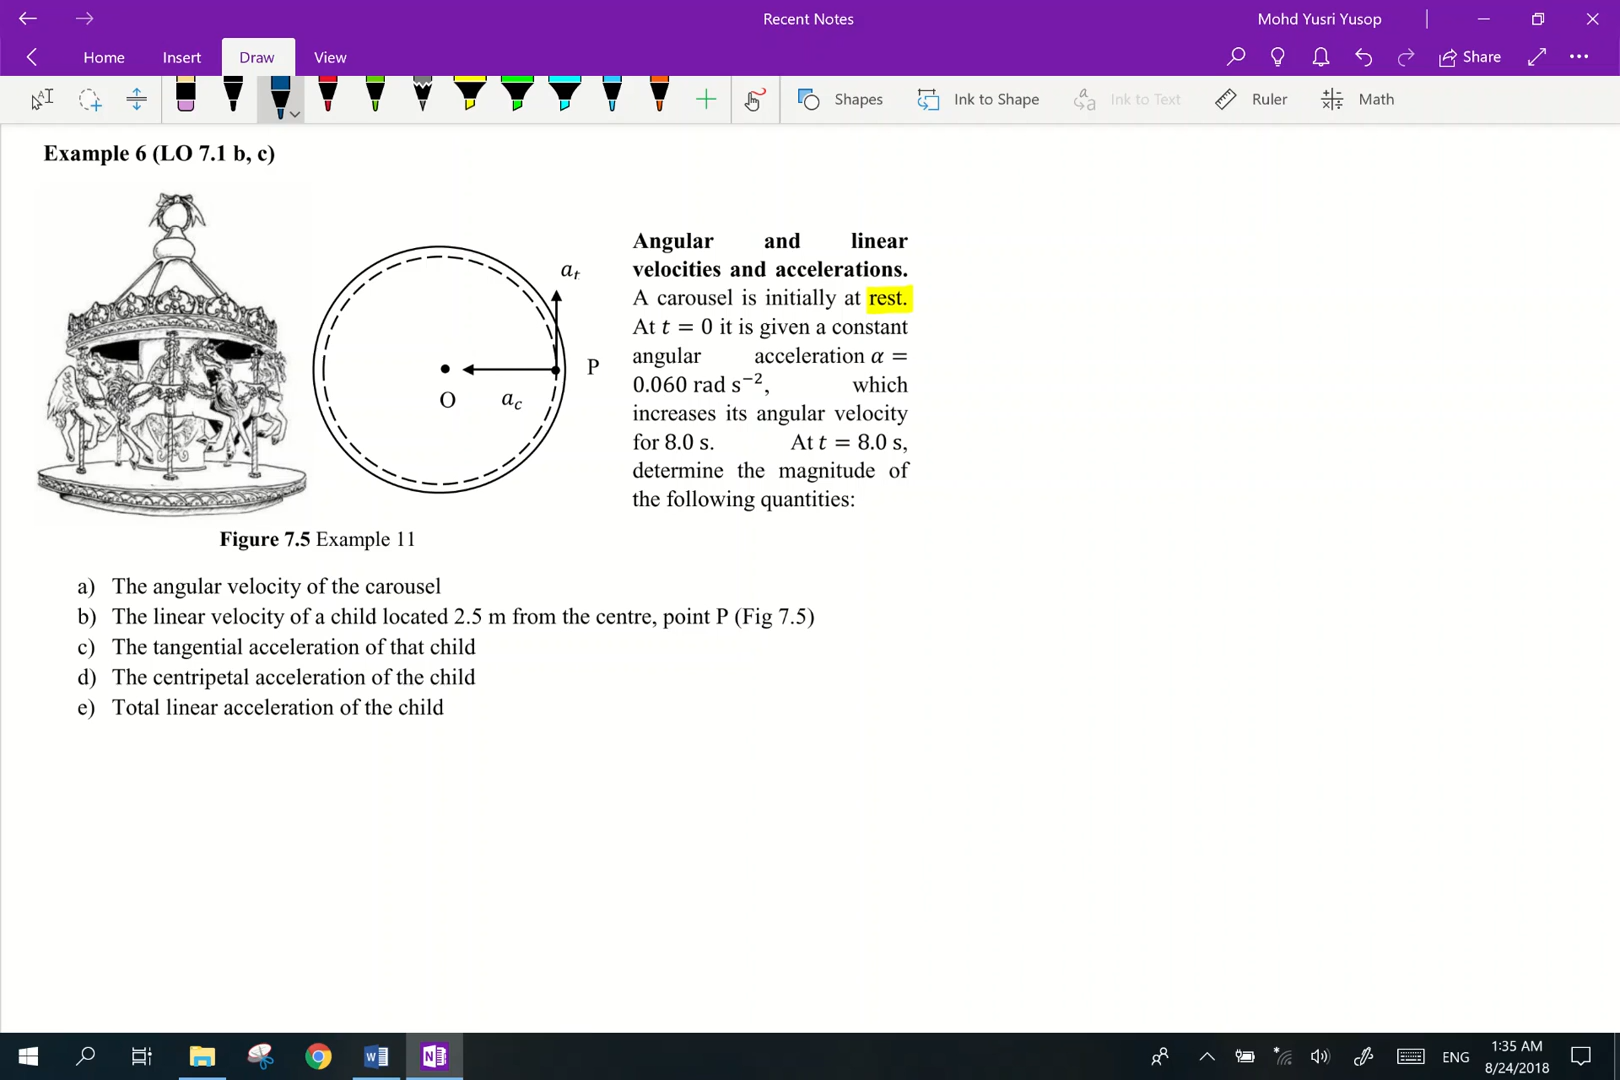 Recent Notes
Mohd Yusri Yusop
Home Insert Draw View
Share
Shapes
Ink to Shape
Ink to Text
Ruler
Math
Example 6 (LO 7.1 b, c)
Angular and linear
velocities and accelerations.
A carousel is initially at rest.
At t = 0 it is given a constant
angular acceleration α =
0.060 rad s⁻², which
increases its angular velocity
for 8.0 s. At t = 8.0 s,
determine the magnitude of
the following quantities:
aₜ
P
O
a_c
Figure 7.5 Example 11
a) The angular velocity of the carousel
b) The linear velocity of a child located 2.5 m from the centre, point P (Fig 7.5)
c) The tangential acceleration of that child
d) The centripetal acceleration of the child
e) Total linear acceleration of the child
ENG
1:35 AM
8/24/2018